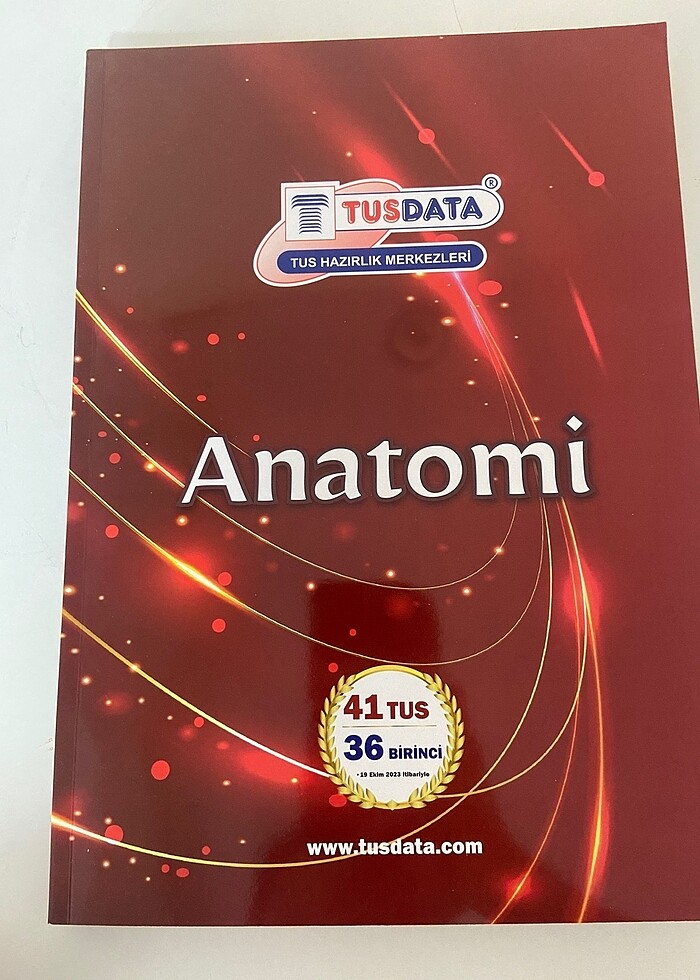 TUSDATA®
TUS HAZIRLIK MERKEZLERİ
Anatomi
41 TUS
36 BİRİNCİ
•19 Ekim 2023 itibariyle
www.tusdata.com